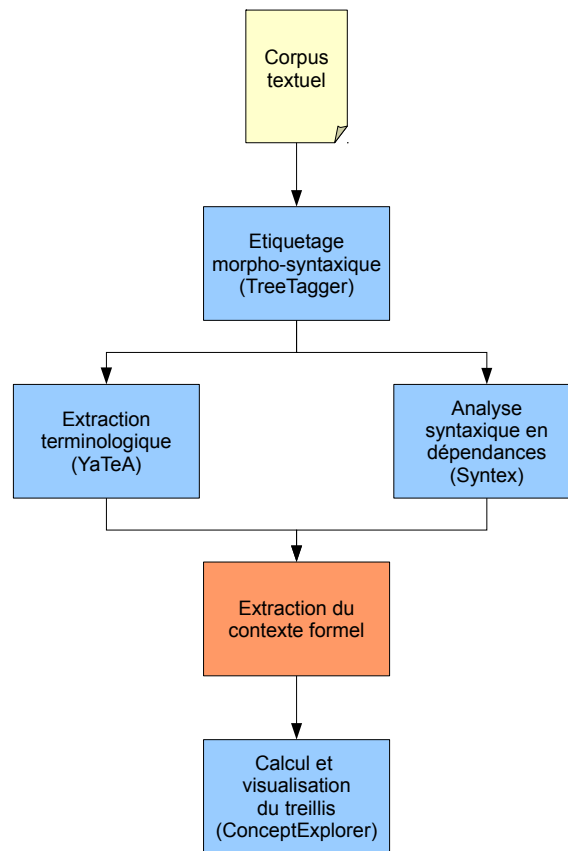 Corpus
textuel
Etiquetage
morpho-syntaxique
(TreeTagger)
Extraction
terminologique
(YaTeA)
Analyse
syntaxique en
dépendances
(Syntex)
Extraction du
contexte formel
Calcul et
visualisation
du treillis
(ConceptExplorer)